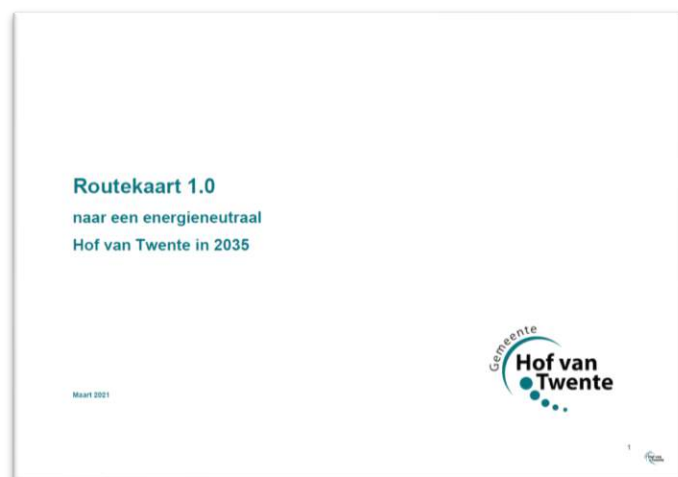 Routekaart 1.0
naar een energieneutraal
Hof van Twente in 2035
Gemeente
Hof van
Twente
Maart 2021
1